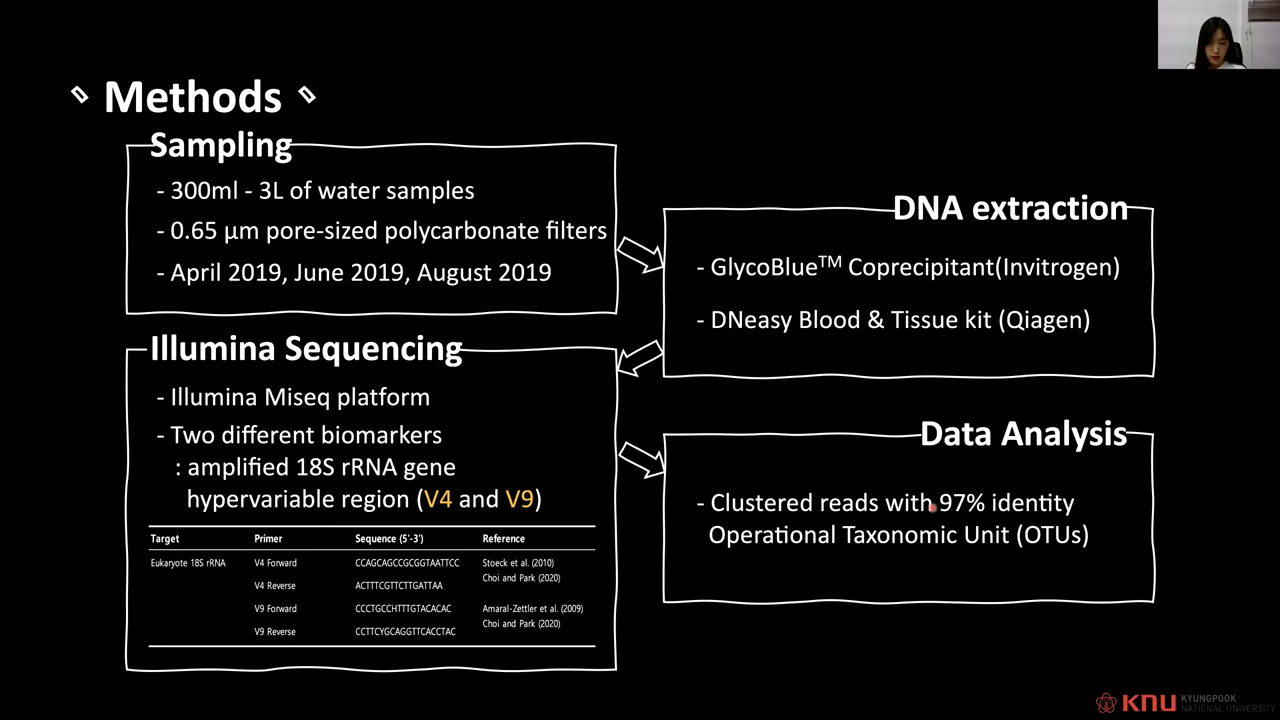 Methods
Sampling
- 300ml - 3L of water samples
- 0.65 µm pore-sized polycarbonate filters
- April 2019, June 2019, August 2019
DNA extraction
- GlycoBlue™ Coprecipitant(Invitrogen)
- DNeasy Blood & Tissue kit (Qiagen)
Illumina Sequencing
- Illumina Miseq platform
- Two different biomarkers
: amplified 18S rRNA gene
hypervariable region (V4 and V9)
Target Primer Sequence (5'-3') Reference
Eukaryote 18S rRNA V4 Forward CCAGCAGCCGCGGTAATTCC Stoeck et al. (2010)
Choi and Park (2020)
V4 Reverse ACTTTCGTTCTTGATTAA
V9 Forward CCCTGCCHTTTGTACACAC Amaral-Zettler et al. (2009)
Choi and Park (2020)
V9 Reverse CCTTCYGCAGGTTCACCTAC
Data Analysis
- Clustered reads with 97% identity
Operational Taxonomic Unit (OTUs)
KNU KYUNGPOOK
NATIONAL UNIVERSITY